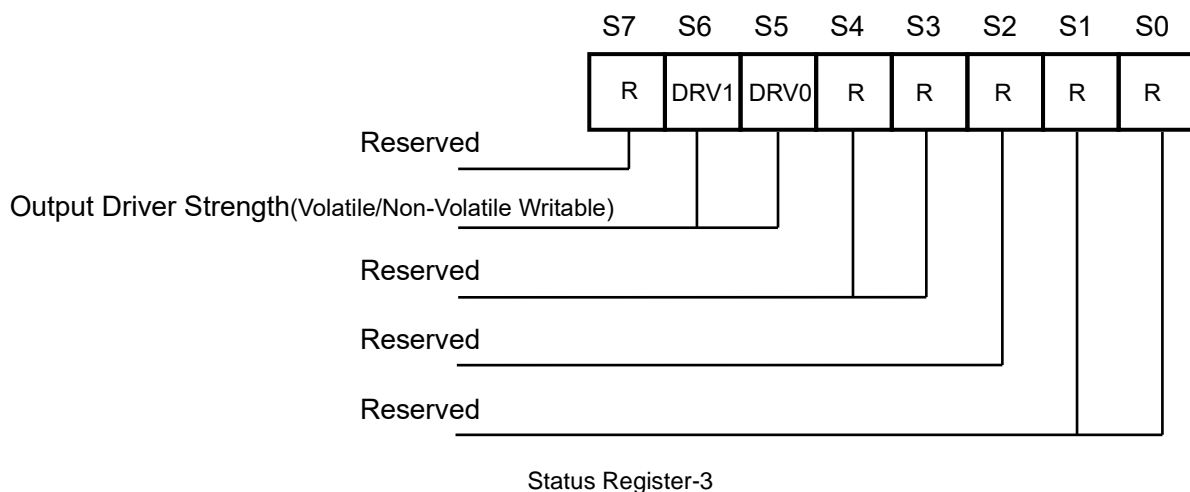 S7 S6 S5 S4 S3 S2 S1 S0
R DRV1 DRV0 R R R R R
Reserved
Output Driver Strength(Volatile/Non-Volatile Writable)
Reserved
Reserved
Reserved
Status Register-3